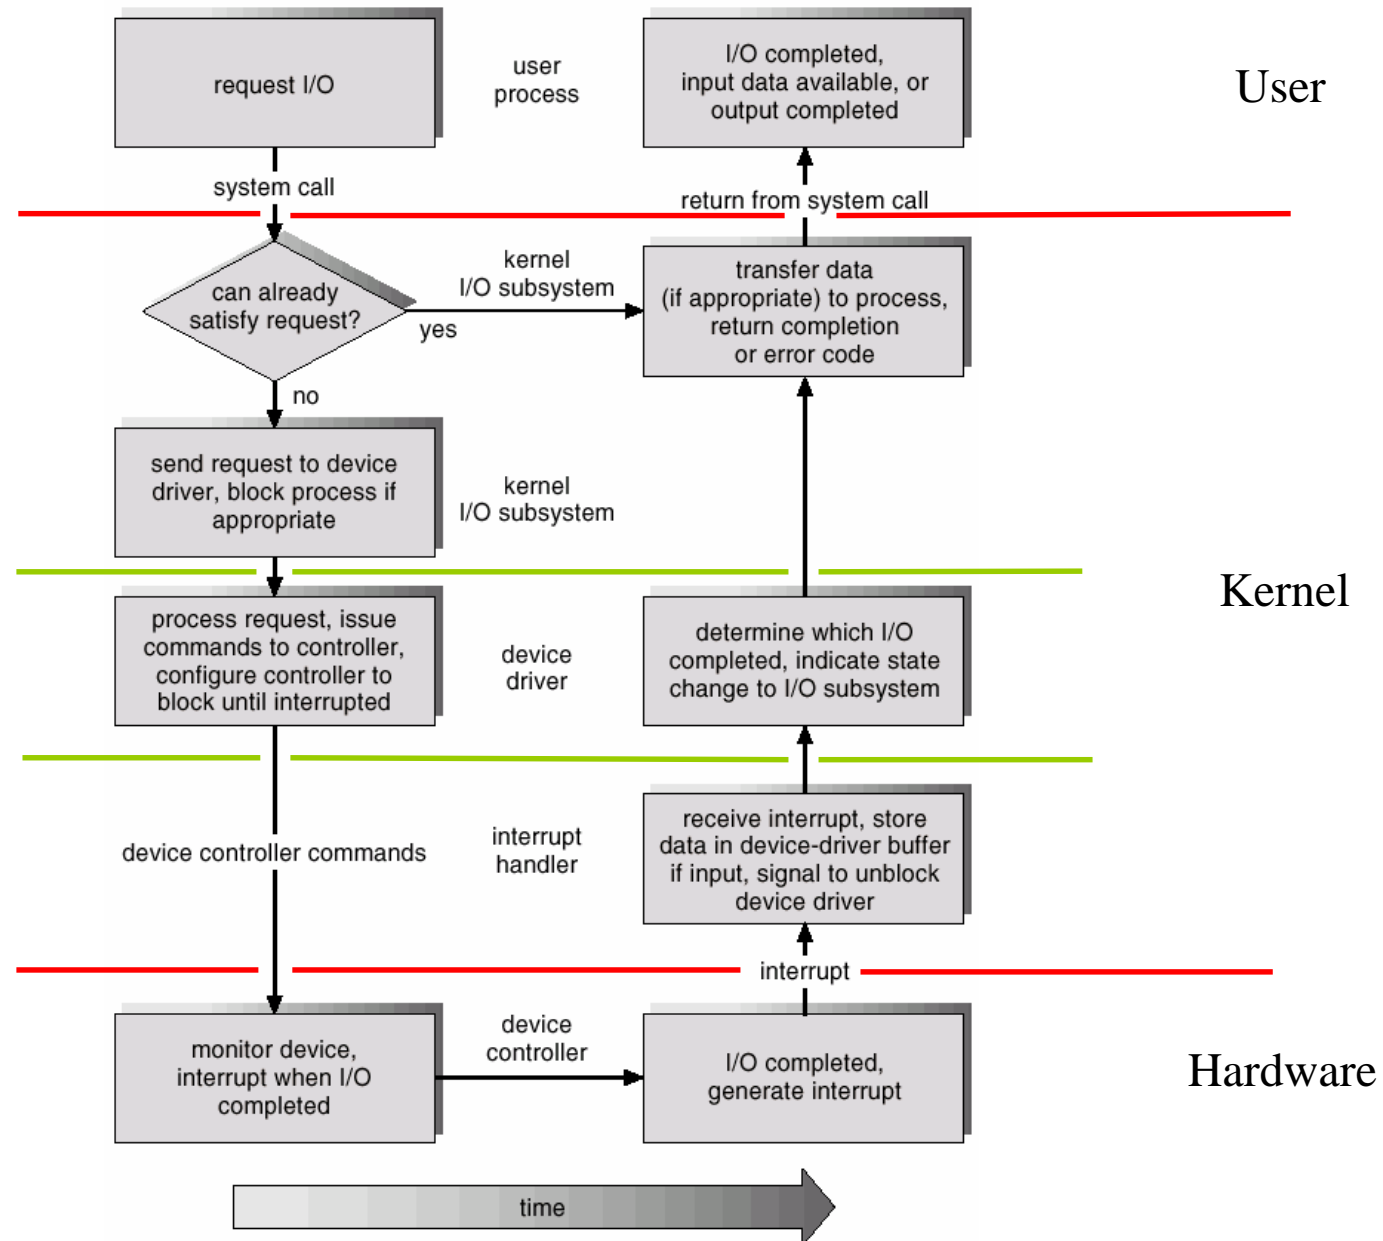 request I/O
user
process
I/O completed,
input data available, or
output completed
User
system call
return from system call
can already
satisfy request?
kernel
I/O subsystem
yes
transfer data
(if appropriate) to process,
return completion
or error code
no
send request to device
driver, block process if
appropriate
kernel
I/O subsystem
Kernel
process request, issue
commands to controller,
configure controller to
block until interrupted
device
driver
determine which I/O
completed, indicate state
change to I/O subsystem
device controller commands
interrupt
handler
receive interrupt, store
data in device-driver buffer
if input, signal to unblock
device driver
interrupt
monitor device,
interrupt when I/O
completed
device
controller
I/O completed,
generate interrupt
Hardware
time